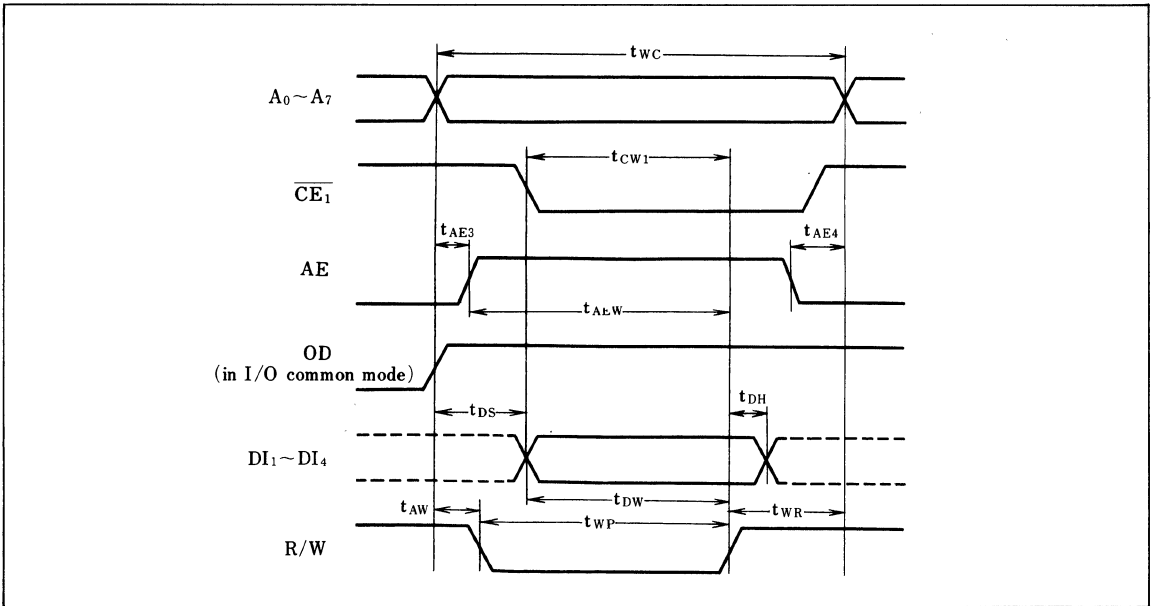 tWC
A0~A7
tCW1
CE1
tAE3
tAE4
AE
tAEW
OD
(in I/O common mode)
tDS
tDH
DI1~DI4
tDW
tAW
tWP
tWR
R/W